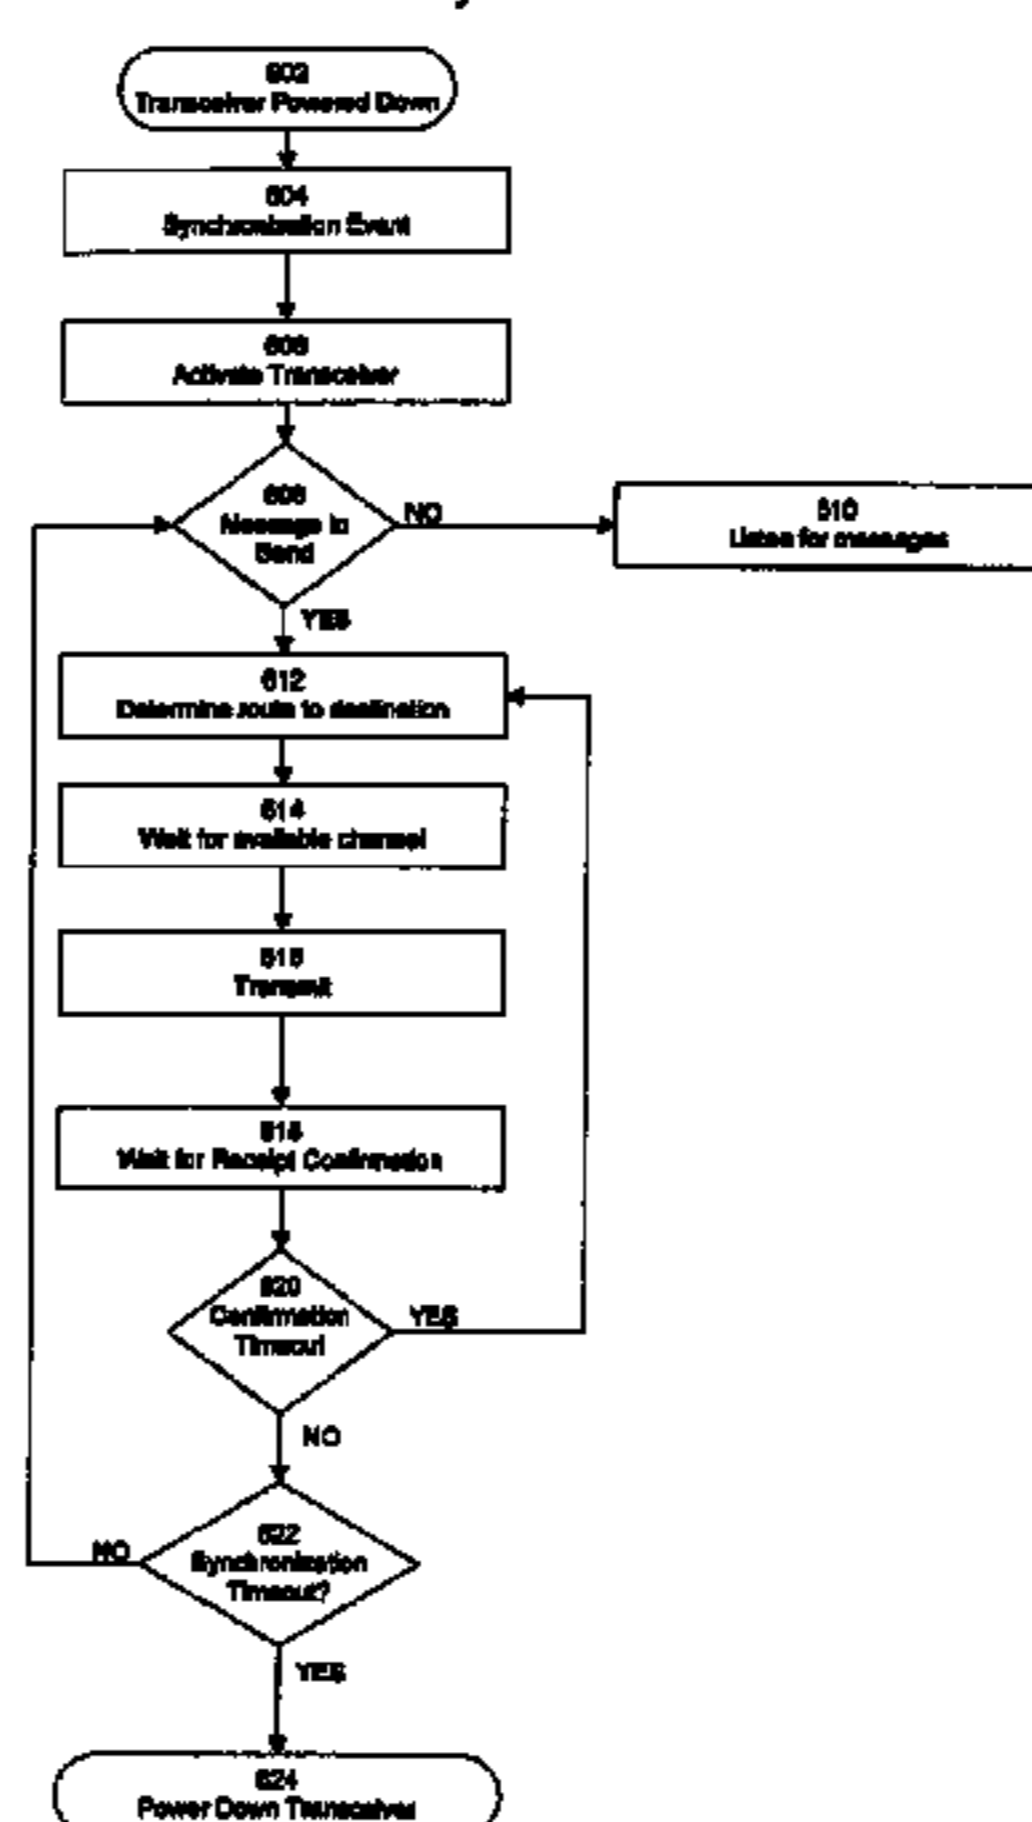 602
Transceiver Powered Down
604
Synchronization Event
606
Activate Transceiver
608
Message to
Send
NO
610
Listen for messages
YES
612
Determine route to destination
614
Wait for available channel
616
Transmit
618
Wait for Receipt Confirmation
620
Confirmation
Timeout
YES
NO
622
Synchronization
Timeout?
NO
YES
624
Power Down Transceiver